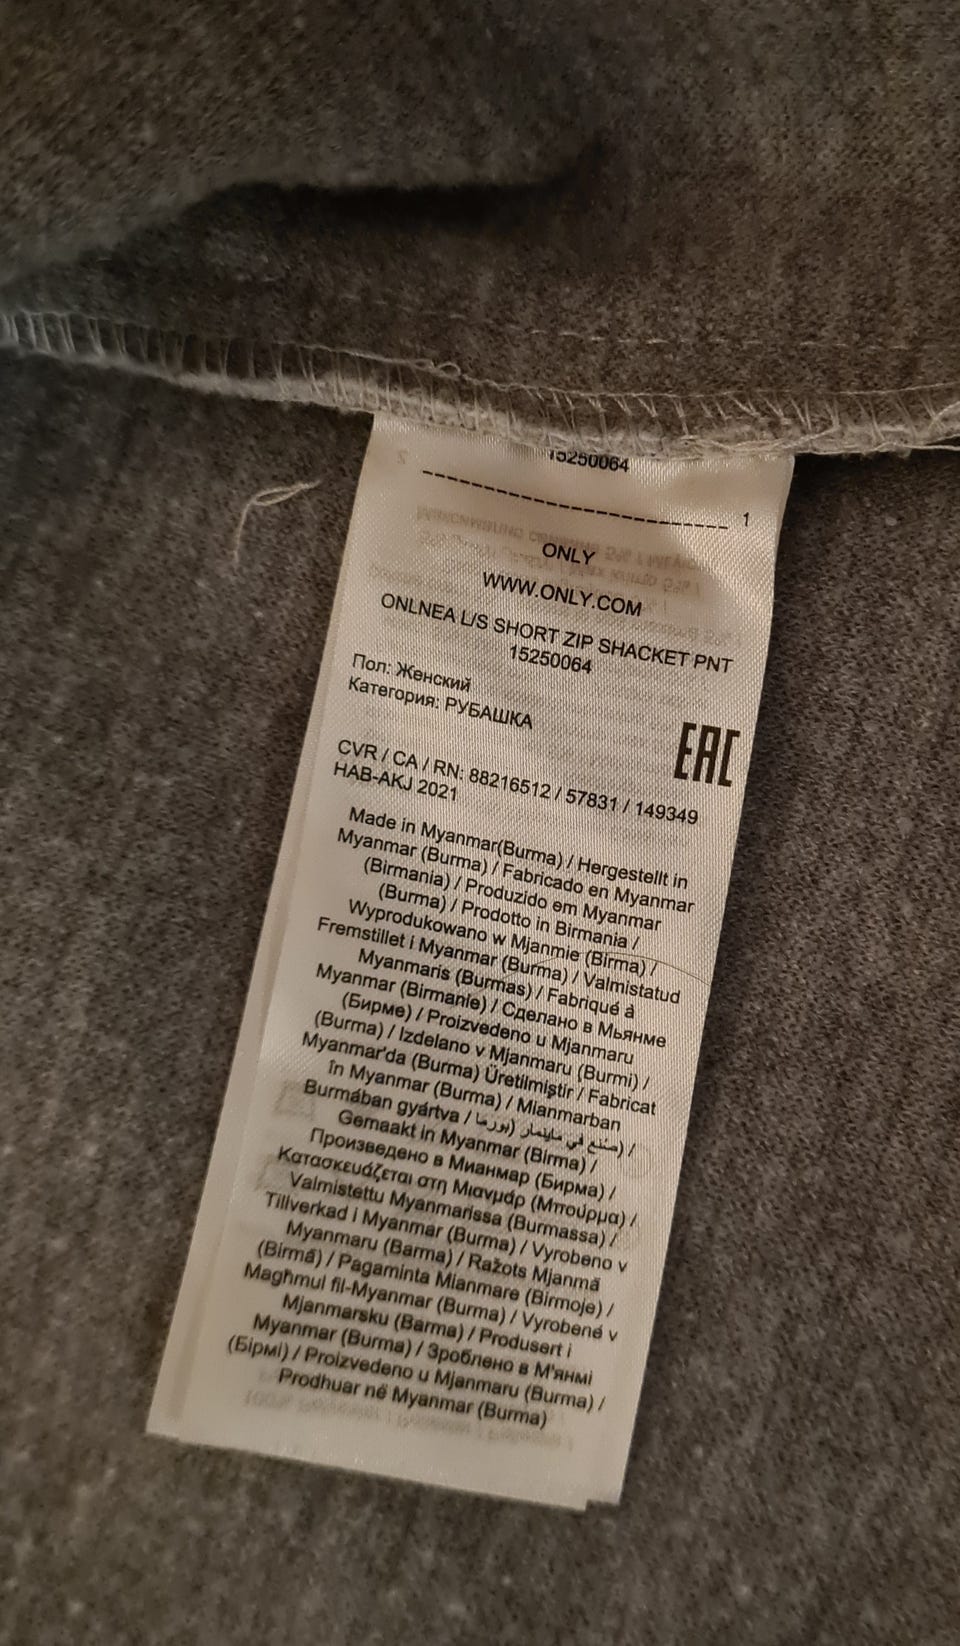 15250064
1
ONLY
WWW.ONLY.COM
ONLNEA L/S SHORT ZIP SHACKET PNT
15250064
Пол: Женский
Категория: РУБАШКА
EAC
CVR / CA / RN: 88216512 / 57831 / 149349
HAB-AKJ 2021
Made in Myanmar(Burma) / Hergestellt in
Myanmar (Burma) / Fabricado en Myanmar
(Birmania) / Produzido em Myanmar
(Burma) / Prodotto in Birmania /
Wyprodukowano w Mjanmie (Birma) /
Fremstillet i Myanmar (Burma) / Valmistatud
Myanmaris (Burmas) / Fabriqué à
Myanmar (Birmanie) / Сделано в Мьянме
(Бирме) / Proizvedeno u Mjanmaru
(Burma) / Izdelano v Mjanmaru (Burmi) /
Myanmar'da (Burma) Üretilmiştir / Fabricat
în Myanmar (Burma) / Mianmarban
Burmában gyártva / صنع في ماينمار (بورما) /
Gemaakt in Myanmar (Birma) /
Произведено в Мианмар (Бирма) /
Κατασκευάζεται στη Μιανμάρ (Μπούρμα) /
Valmistettu Myanmarissa (Burmassa) /
Tillverkad i Myanmar (Burma) / Vyrobeno v
Myanmaru (Barma) / Ražots Mjanmā
(Birmā) / Pagaminta Mianmare (Birmoje) /
Magħmul fil-Myanmar (Burma) / Vyrobené v
Mjanmarsku (Barma) / Produsert i
Myanmar (Burma) / Зроблено в М'янмі
(Бірмі) / Proizvedeno u Mjanmaru (Burma) /
Prodhuar në Myanmar (Burma)